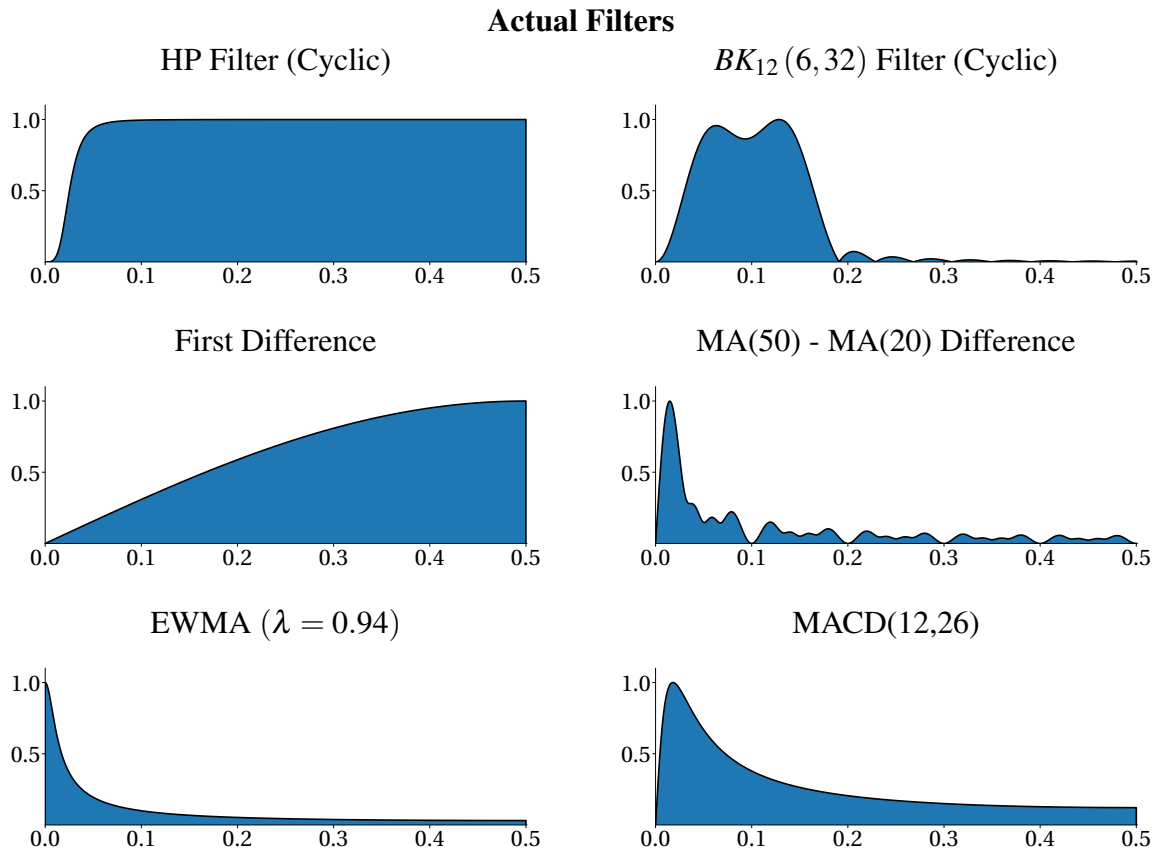 Actual Filters
HP Filter (Cyclic)
1.0
0.5
0.0 0.1 0.2 0.3 0.4 0.5
BK₁₂(6,32) Filter (Cyclic)
1.0
0.5
0.0 0.1 0.2 0.3 0.4 0.5
First Difference
1.0
0.5
0.0 0.1 0.2 0.3 0.4 0.5
MA(50) - MA(20) Difference
1.0
0.5
0.0 0.1 0.2 0.3 0.4 0.5
EWMA (λ = 0.94)
1.0
0.5
0.0 0.1 0.2 0.3 0.4 0.5
MACD(12,26)
1.0
0.5
0.0 0.1 0.2 0.3 0.4 0.5